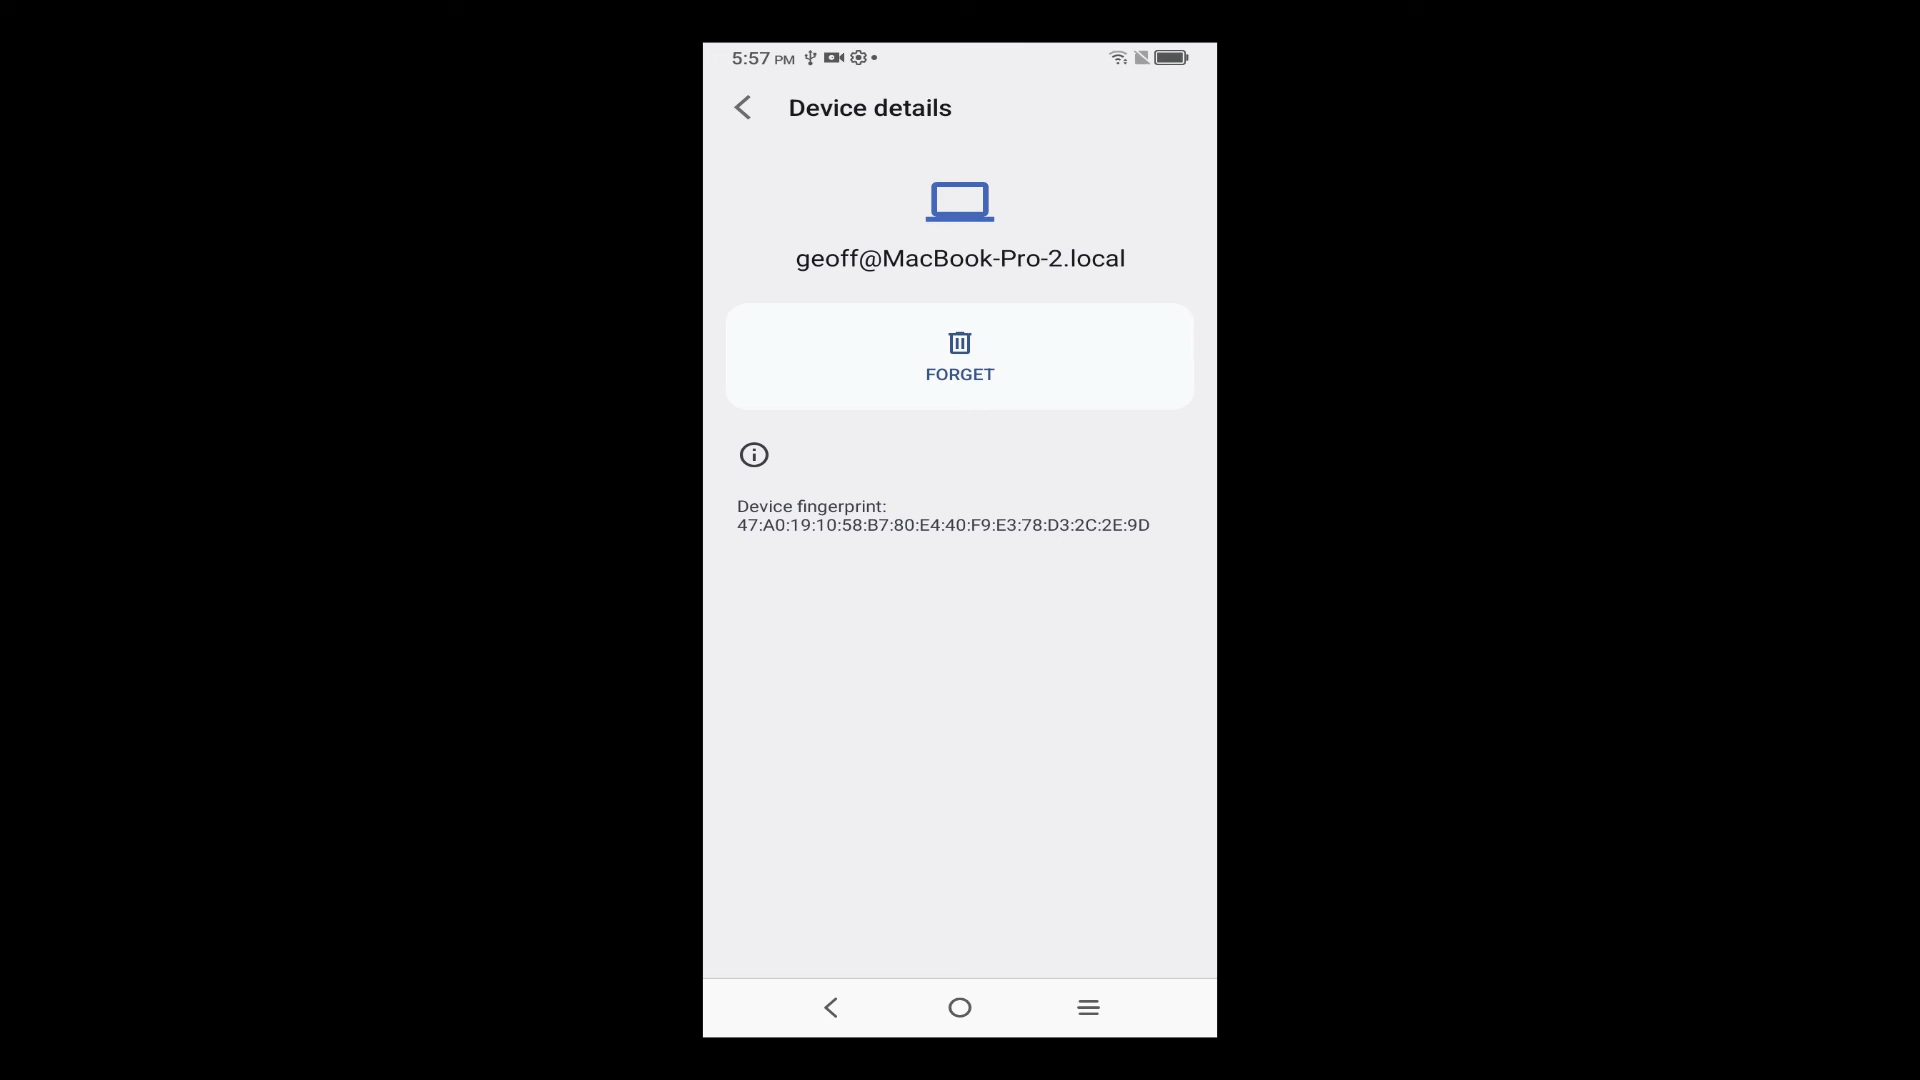 5:57 PM
Device details
geoff@MacBook-Pro-2.local
FORGET
Device fingerprint:
47:A0:19:10:58:B7:80:E4:40:F9:E3:78:D3:2C:2E:9D